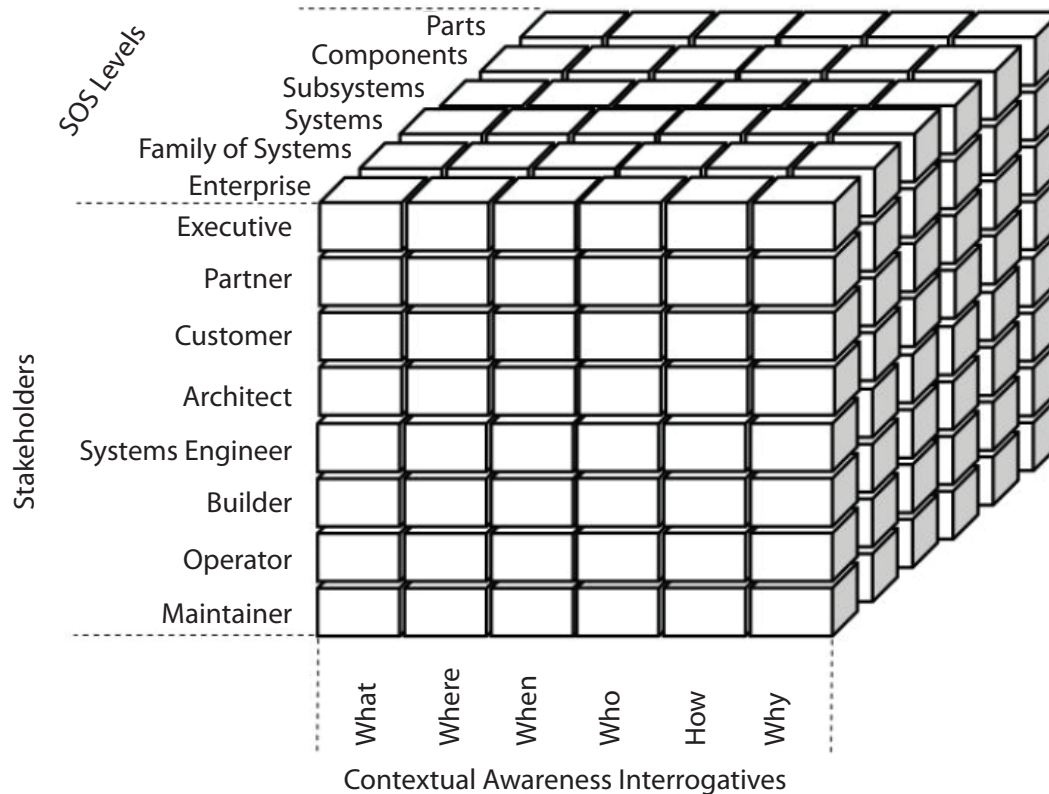 SOS Levels
Parts
Components
Subsystems
Systems
Family of Systems
Enterprise
Stakeholders
Executive
Partner
Customer
Architect
Systems Engineer
Builder
Operator
Maintainer
What
Where
When
Who
How
Why
Contextual Awareness Interrogatives